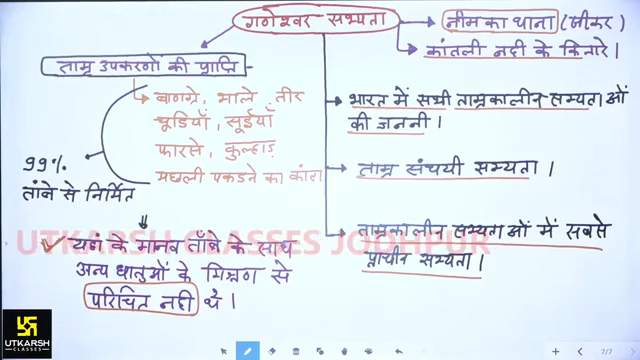 गणेश्वर सभ्यता
नीम का थाना (सीकर)
कांतली नदी के किनारे।
ताम्र उपकरणों की प्राप्ति
बाणाग्रे, भाले, तीर
चूडियाँ, सूईयाँ
फारसे, कुल्हाड़
मछली पकडने का कांटा
99%
तांबे से निर्मित
यहां के मानव ताँबे के साथ
अन्य धातुओं के मिश्रण से
परिचित नहीं थे।
भारत में सभी ताम्रकालीन सभ्यताओं
की जननी।
ताम्र संचयी सभ्यता।
ताम्रकालीन सभ्यताओं में सबसे
प्राचीन सभ्यता।
UTKARSH CLASSES JODHPUR
UTKARSH
CLASSES
7/7